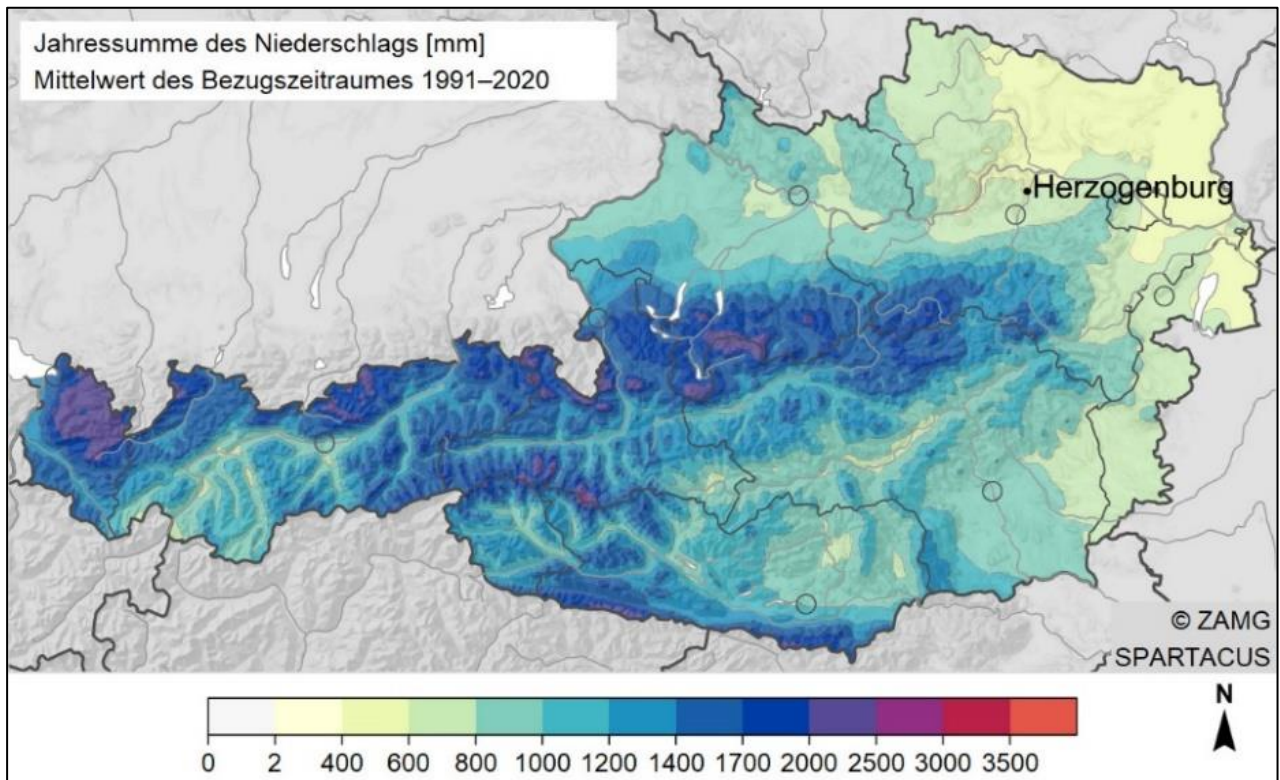 Jahressumme des Niederschlags [mm]
Mittelwert des Bezugszeitraumes 1991–2020
Herzogenburg
© ZAMG
SPARTACUS
N
0 2 400 600 800 1000 1200 1400 1700 2000 2500 3000 3500